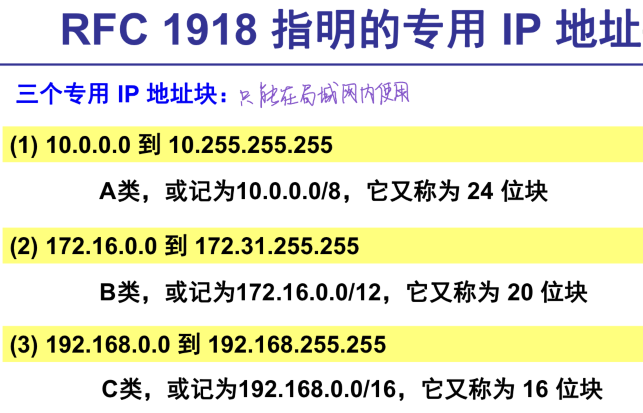 RFC 1918 指明的专用 IP 地址
三个专用 IP 地址块：只能在局域网内使用
(1) 10.0.0.0 到 10.255.255.255
A类，或记为10.0.0.0/8，它又称为 24 位块
(2) 172.16.0.0 到 172.31.255.255
B类，或记为172.16.0.0/12，它又称为 20 位块
(3) 192.168.0.0 到 192.168.255.255
C类，或记为192.168.0.0/16，它又称为 16 位块